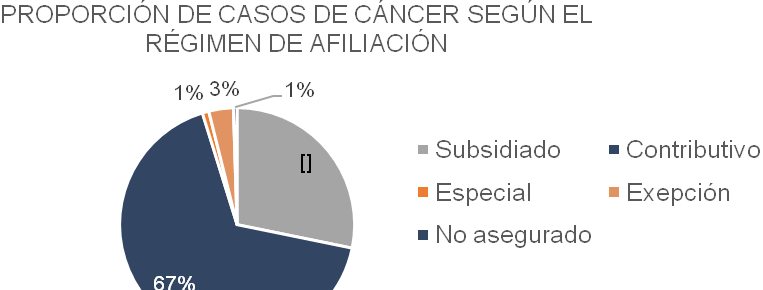 PROPORCIÓN DE CASOS DE CÁNCER SEGÚN EL
RÉGIMEN DE AFILIACIÓN
1% 3% 1%
[]
67%
Subsidiado Contributivo
Especial Exepción
No asegurado